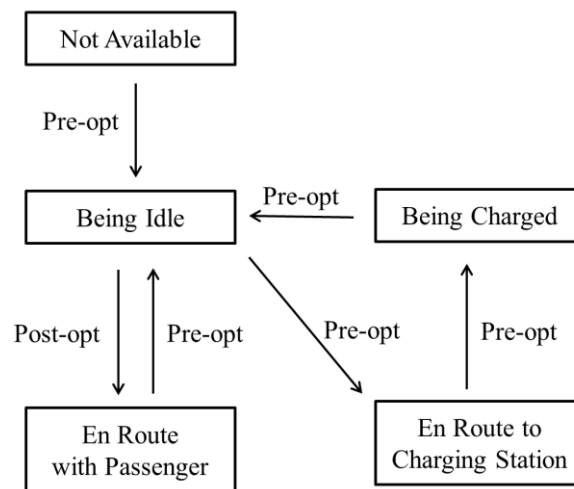 Not Available
Pre-opt
Pre-opt
Being Idle
Being Charged
Post-opt
Pre-opt
Pre-opt
Pre-opt
En Route
with Passenger
En Route to
Charging Station